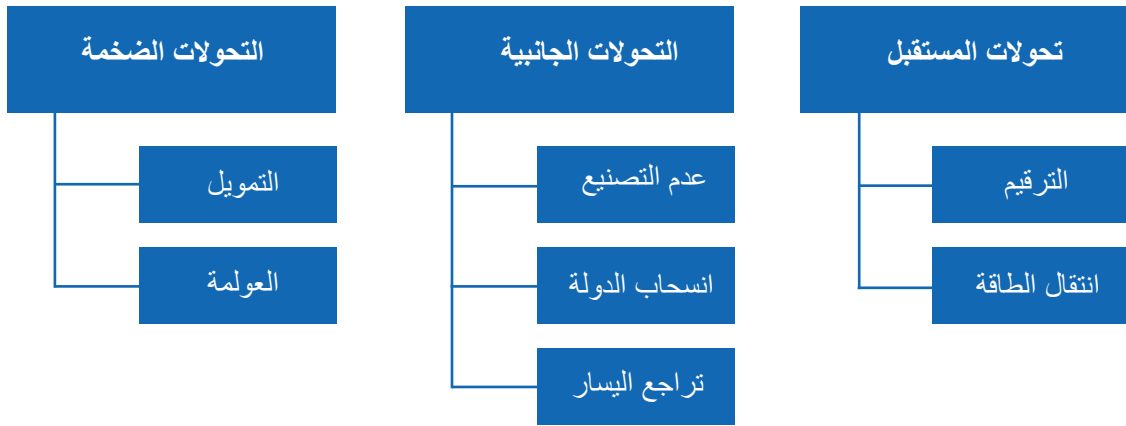 تحولات المستقبل
الترقيم
انتقال الطاقة
التحولات الجانبية
عدم التصنيع
انسحاب الدولة
تراجع اليسار
التحولات الضخمة
التمويل
العولمة